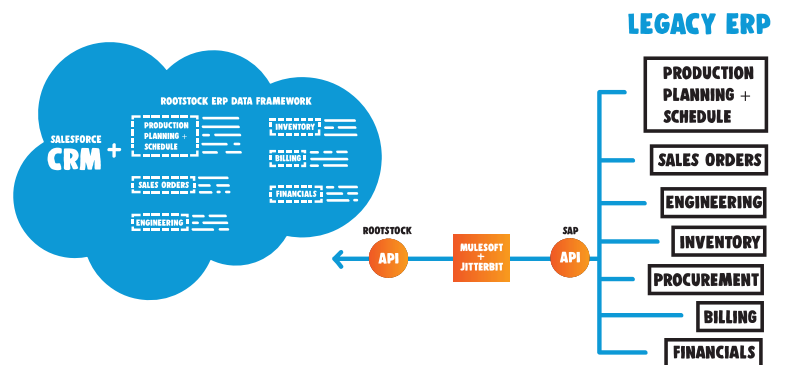 LEGACY ERP
ROOTSTOCK ERP DATA FRAMEWORK
SALESFORCE
CRM +
PRODUCTION
PLANNING +
SCHEDULE
SALES ORDERS
ENGINEERING
INVENTORY
BILLING
FINANCIALS
ROOTSTOCK
API
MULESOFT
+
JITTERBIT
SAP
API
PRODUCTION
PLANNING +
SCHEDULE
SALES ORDERS
ENGINEERING
INVENTORY
PROCUREMENT
BILLING
FINANCIALS